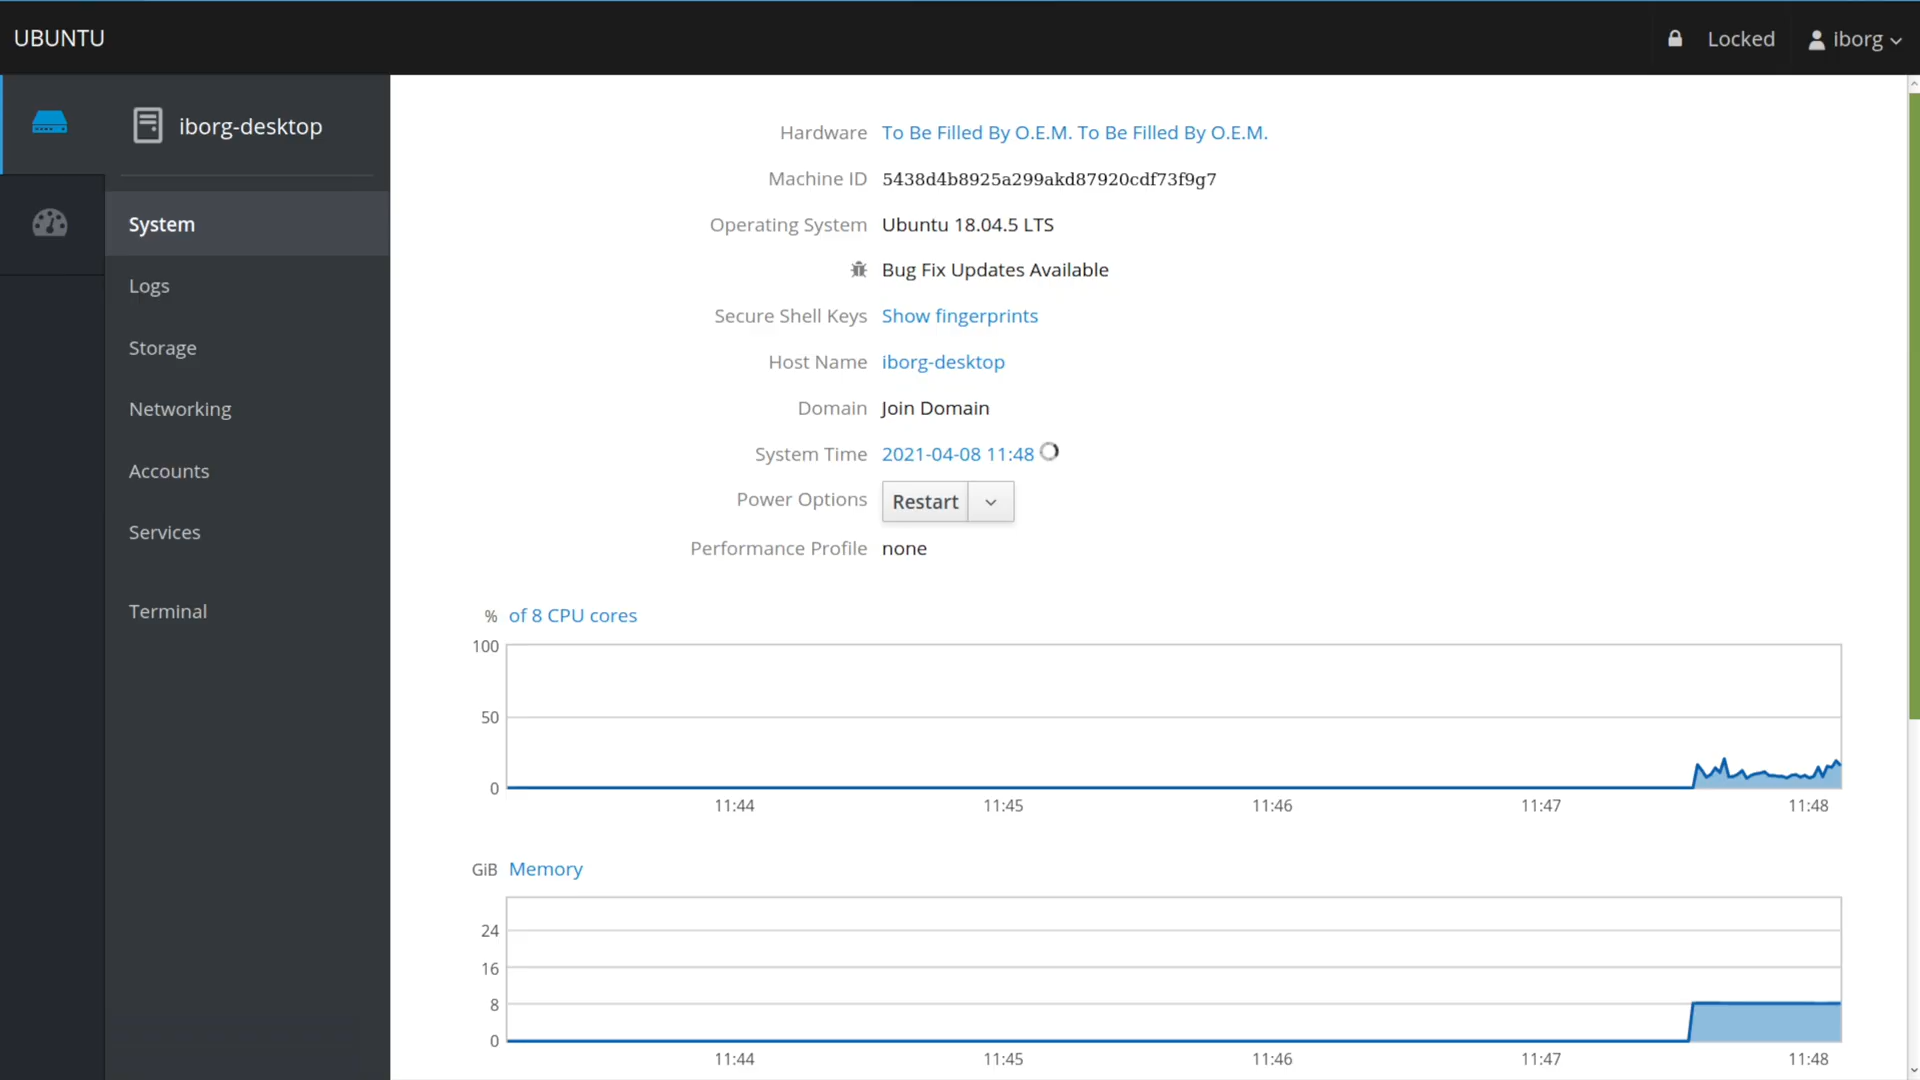 UBUNTU
Locked
iborg
iborg-desktop
System
Logs
Storage
Networking
Accounts
Services
Terminal
Hardware To Be Filled By O.E.M. To Be Filled By O.E.M.
Machine ID 5438d4b8925a299akd87920cdf73f9g7
Operating System Ubuntu 18.04.5 LTS
Bug Fix Updates Available
Secure Shell Keys Show fingerprints
Host Name iborg-desktop
Domain Join Domain
System Time 2021-04-08 11:48
Power Options Restart
Performance Profile none
% of 8 CPU cores
100
50
0
11:44 11:45 11:46 11:47 11:48
GiB Memory
24
16
8
0
11:44 11:45 11:46 11:47 11:48